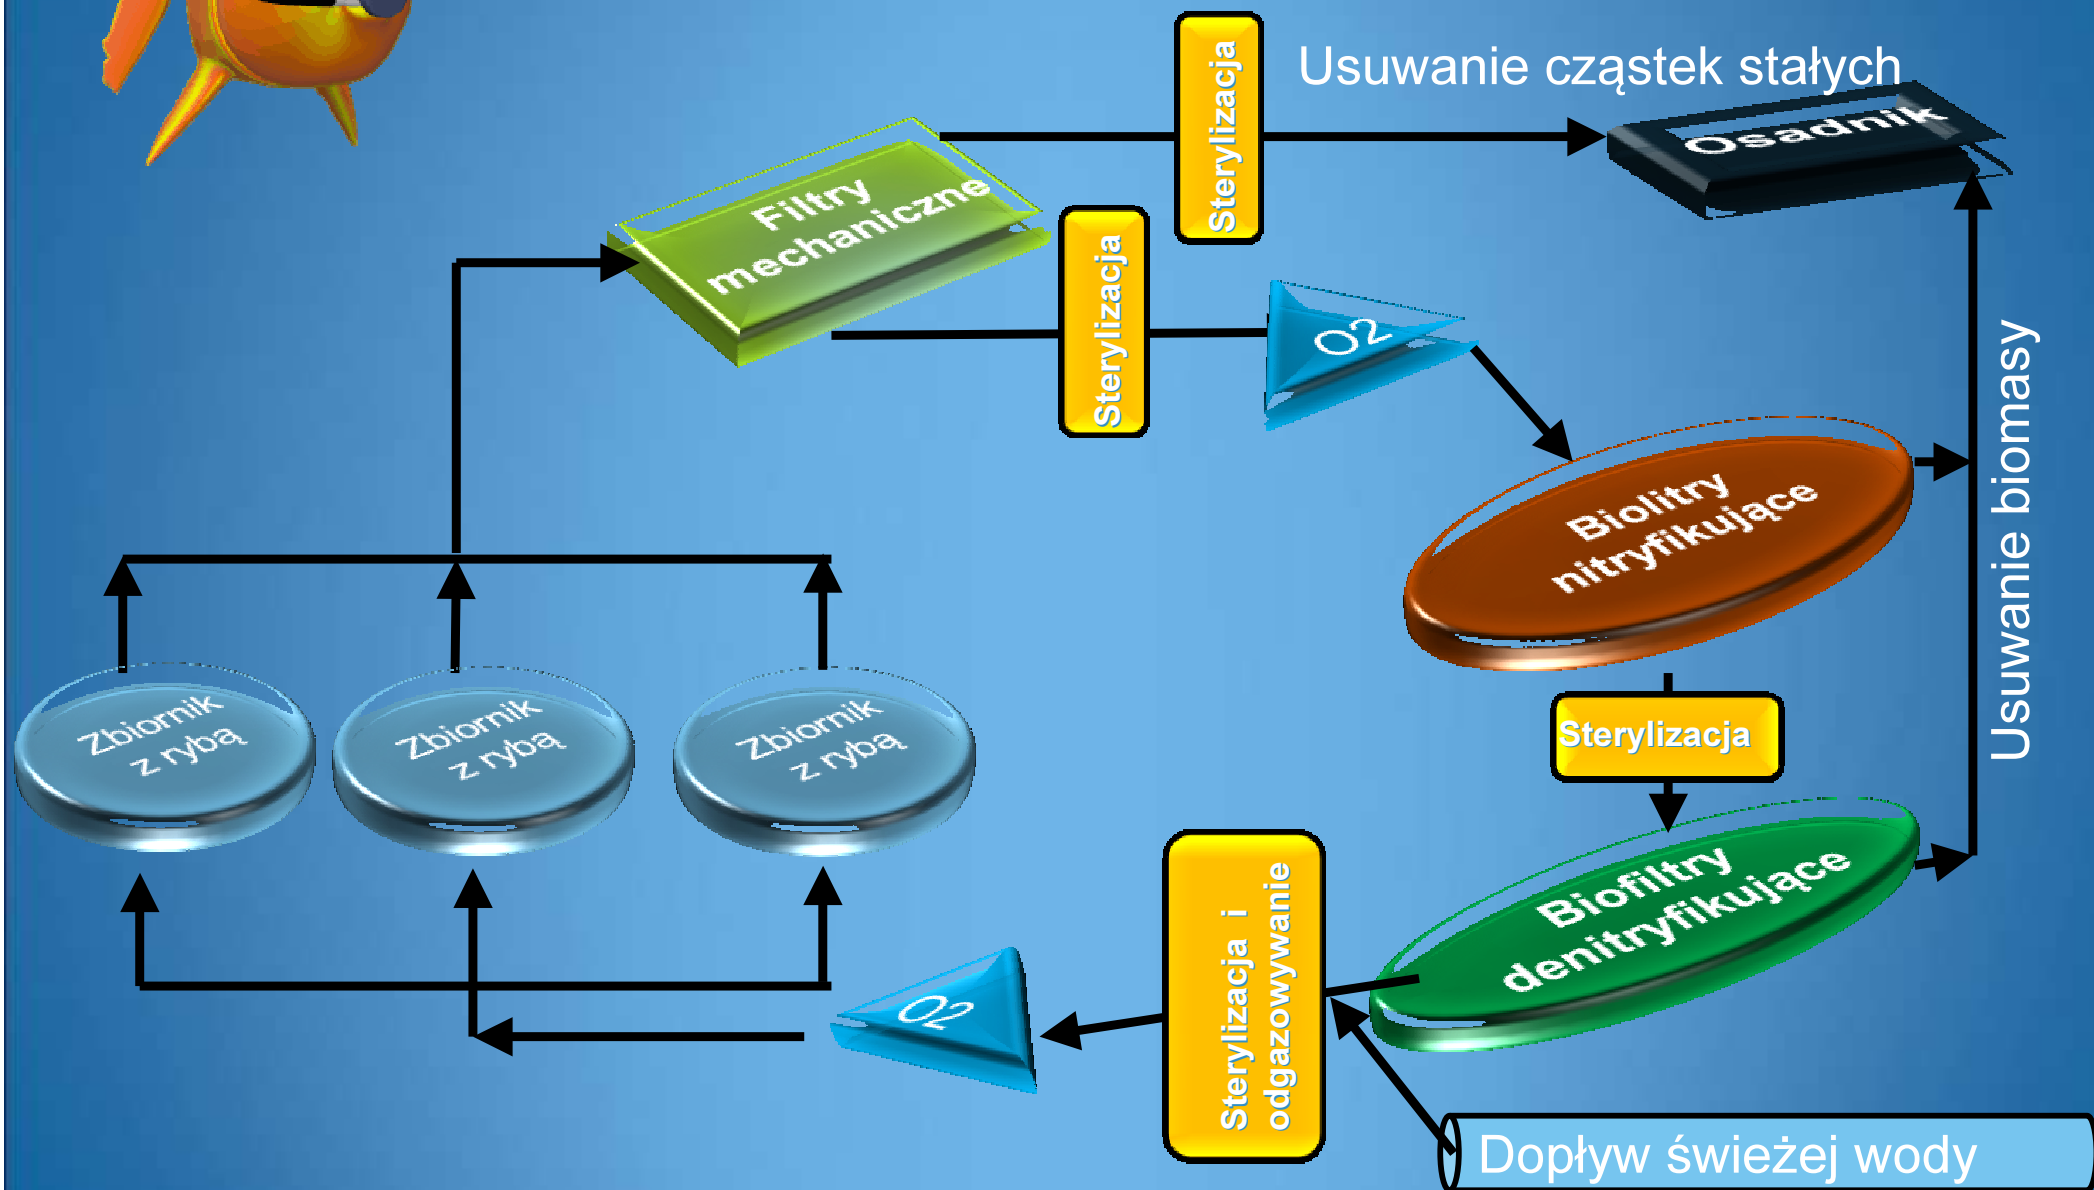 Usuwanie cząstek stałych
Sterylizacja
Osadnik
Filtry
mechaniczne
Sterylizacja
O2
Biolitry
nitryfikujące
Usuwanie biomasy
Sterylizacja
Zbiornik
z rybą
Zbiornik
z rybą
Zbiornik
z rybą
Biofiltry
denitryfikujące
Sterylizacja i
odgazowywanie
O2
Dopływ świeżej wody